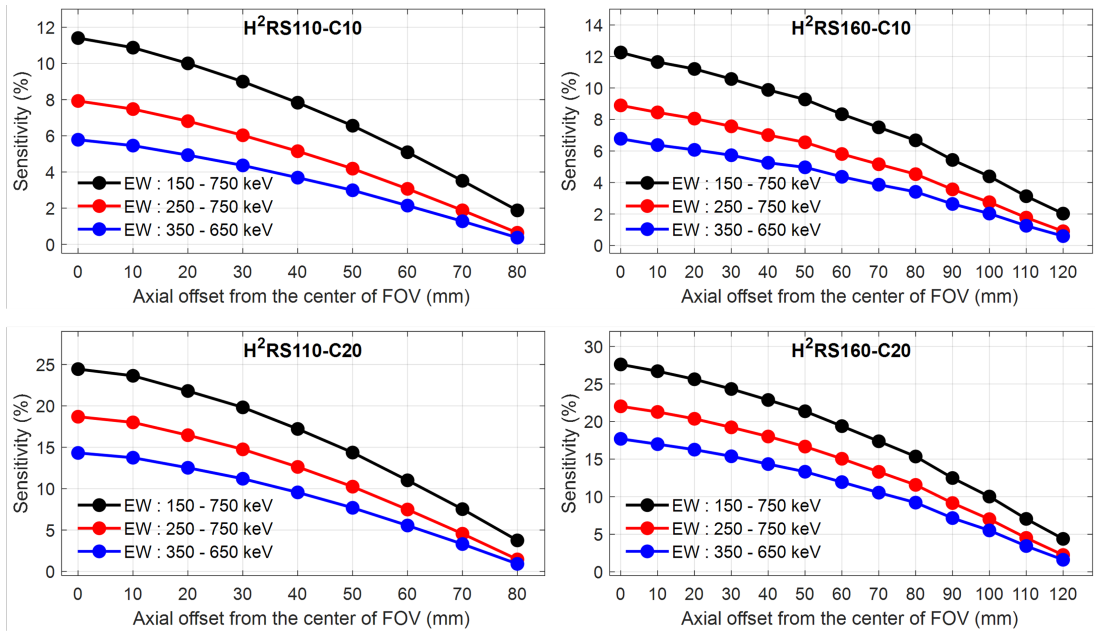 H²RS110-C10
Sensitivity (%)
12
10
8
6
4
2
0
EW : 150 - 750 keV
EW : 250 - 750 keV
EW : 350 - 650 keV
0 10 20 30 40 50 60 70 80
Axial offset from the center of FOV (mm)
H²RS160-C10
Sensitivity (%)
14
12
10
8
6
4
2
0
EW : 150 - 750 keV
EW : 250 - 750 keV
EW : 350 - 650 keV
0 10 20 30 40 50 60 70 80 90 100 110 120
Axial offset from the center of FOV (mm)
H²RS110-C20
Sensitivity (%)
25
20
15
10
5
0
EW : 150 - 750 keV
EW : 250 - 750 keV
EW : 350 - 650 keV
0 10 20 30 40 50 60 70 80
Axial offset from the center of FOV (mm)
H²RS160-C20
Sensitivity (%)
30
25
20
15
10
5
0
EW : 150 - 750 keV
EW : 250 - 750 keV
EW : 350 - 650 keV
0 10 20 30 40 50 60 70 80 90 100 110 120
Axial offset from the center of FOV (mm)